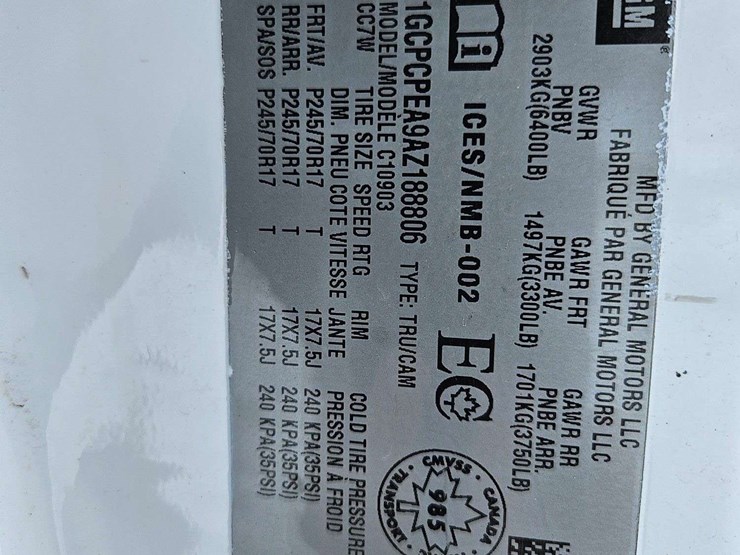 GM
MFD BY GENERAL MOTORS LLC
FABRIQUÉ PAR GENERAL MOTORS LLC
GVWR GAWR FRT GAWR RR
PNBV PNBE AV. PNBE ARR.
2903KG(6400LB) 1497KG(3300LB) 1701KG(3750LB)
i ICES/NMB-002
CANADA
CMVSS
985
TRANSPORT
1GCPCPEA9AZ188806 TYPE: TRU/CAM
MODEL/MODÈLE C10903
CC7W TIRE SIZE SPEED RTG RIM COLD TIRE PRESSURE
DIM. PNEU COTE VITESSE JANTE PRESSION À FROID
FRT/AV. P245/70R17 T 17X7.5J 240 KPA(35PSI)
RR/ARR. P245/70R17 T 17X7.5J 240 KPA(35PSI)
SPA/SOS P245/70R17 T 17X7.5J 240 KPA(35PSI)